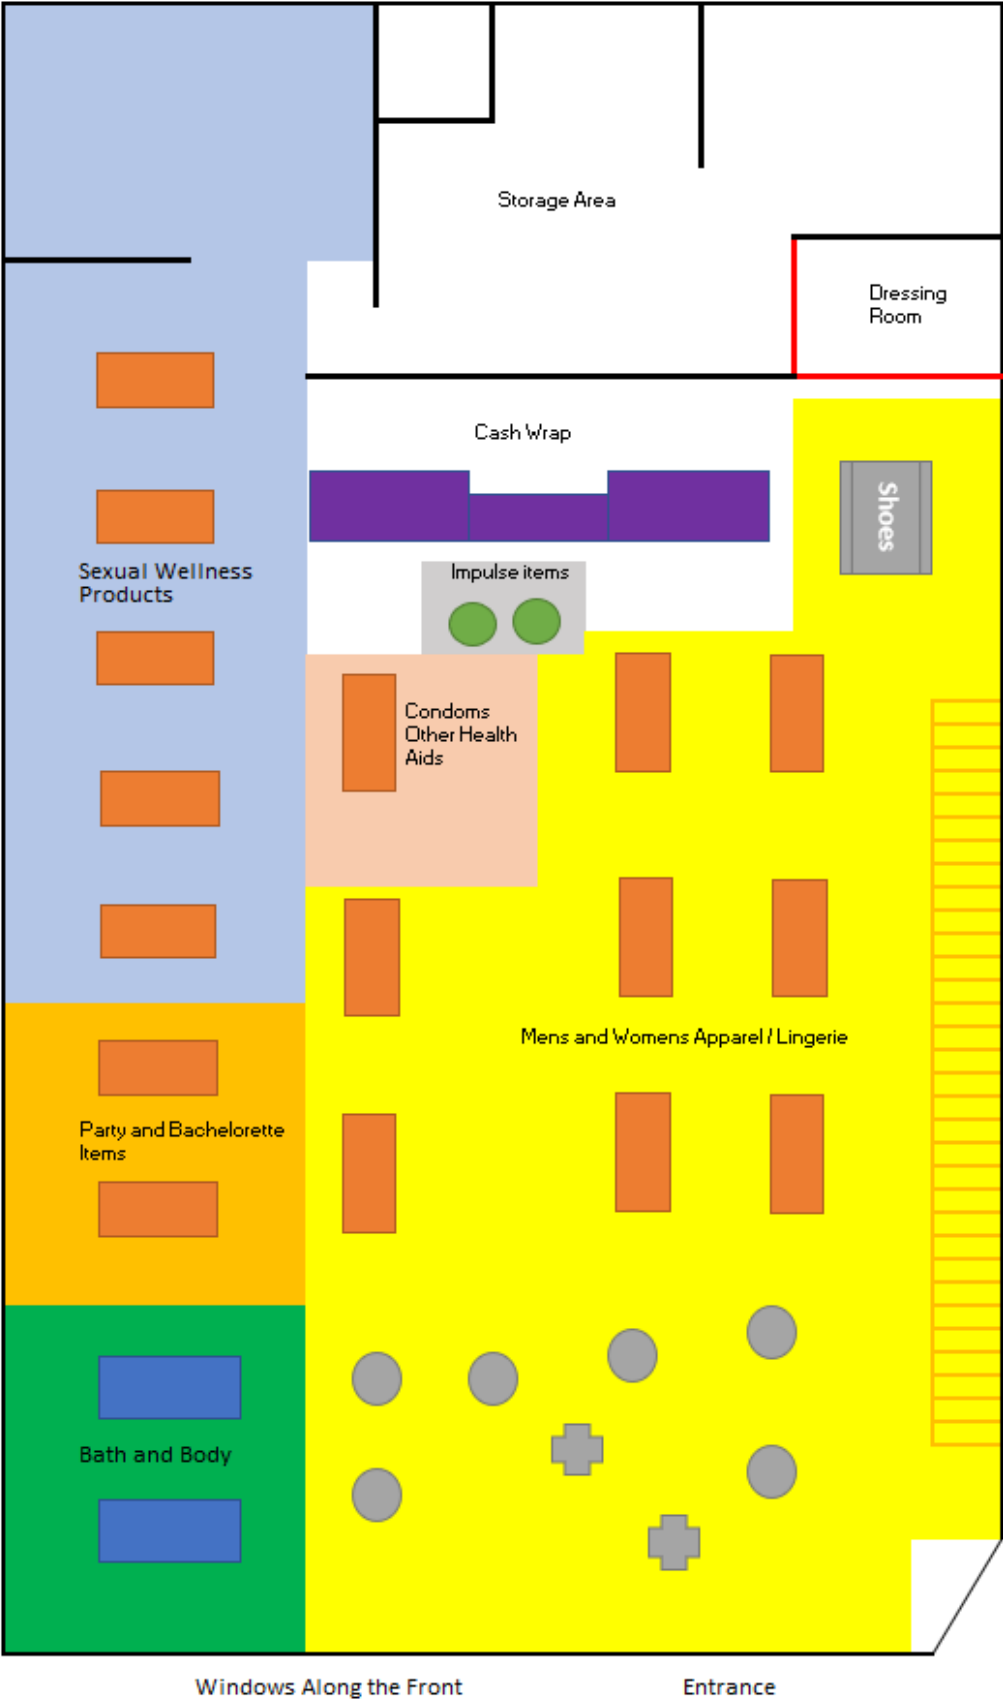 Storage Area
Dressing
Room
Cash Wrap
Shoes
Sexual Wellness
Products
Impulse items
Condoms
Other Health
Aids
Mens and Womens Apparel / Lingerie
Party and Bachelorette
Items
Bath and Body
Windows Along the Front
Entrance